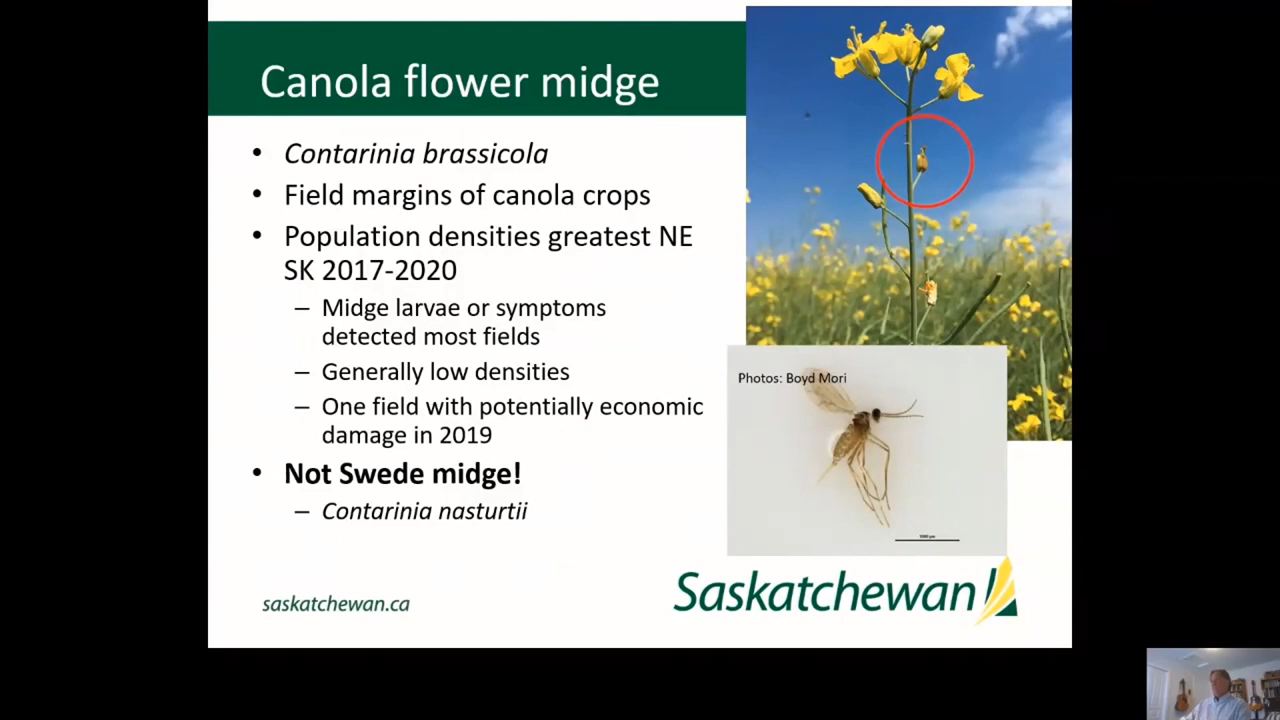 Canola flower midge
• Contarinia brassicola
• Field margins of canola crops
• Population densities greatest NE
SK 2017-2020
– Midge larvae or symptoms
detected most fields
– Generally low densities
– One field with potentially economic
damage in 2019
• Not Swede midge!
– Contarinia nasturtii
Photos: Boyd Mori
saskatchewan.ca
Saskatchewan